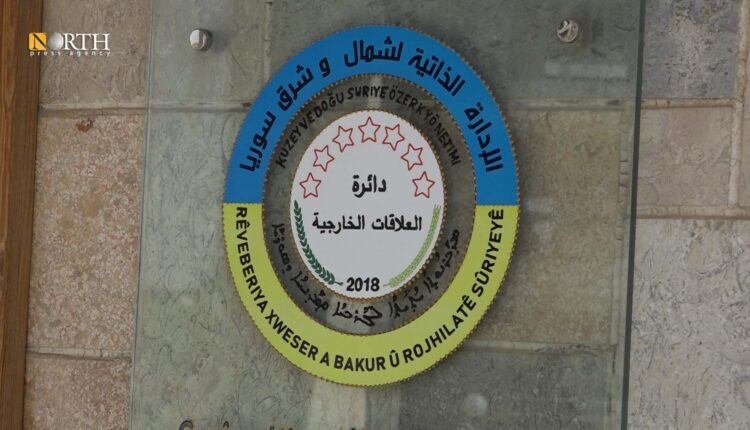 NORTH
press agency
الإدارة الذاتية لشمال و شرق سوريا
KUZEY VE DOĞU SURİYE ÖZERK YÖNETİMİ
دائرة
العلاقات الخارجية
2018
RÊVEBERIYA XWESER A BAKUR Û ROJHILATÊ SÛRIYEYÊ